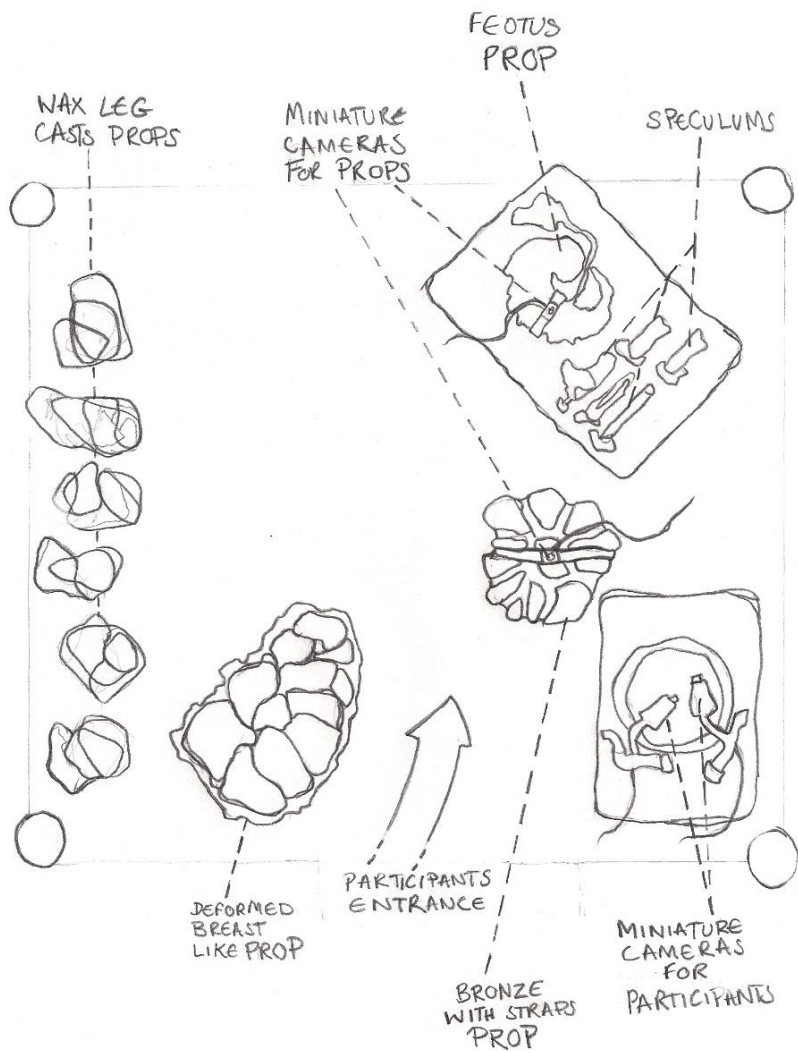 FEOTUS
PROP
WAX LEG
CASTS PROPS
MINIATURE
CAMERAS
FOR PROPS
SPECULUMS
DEFORMED
BREAST
LIKE PROP
PARTICIPANTS
ENTRANCE
BRONZE
WITH STRAPS
PROP
MINIATURE
CAMERAS
FOR
PARTICIPANTS